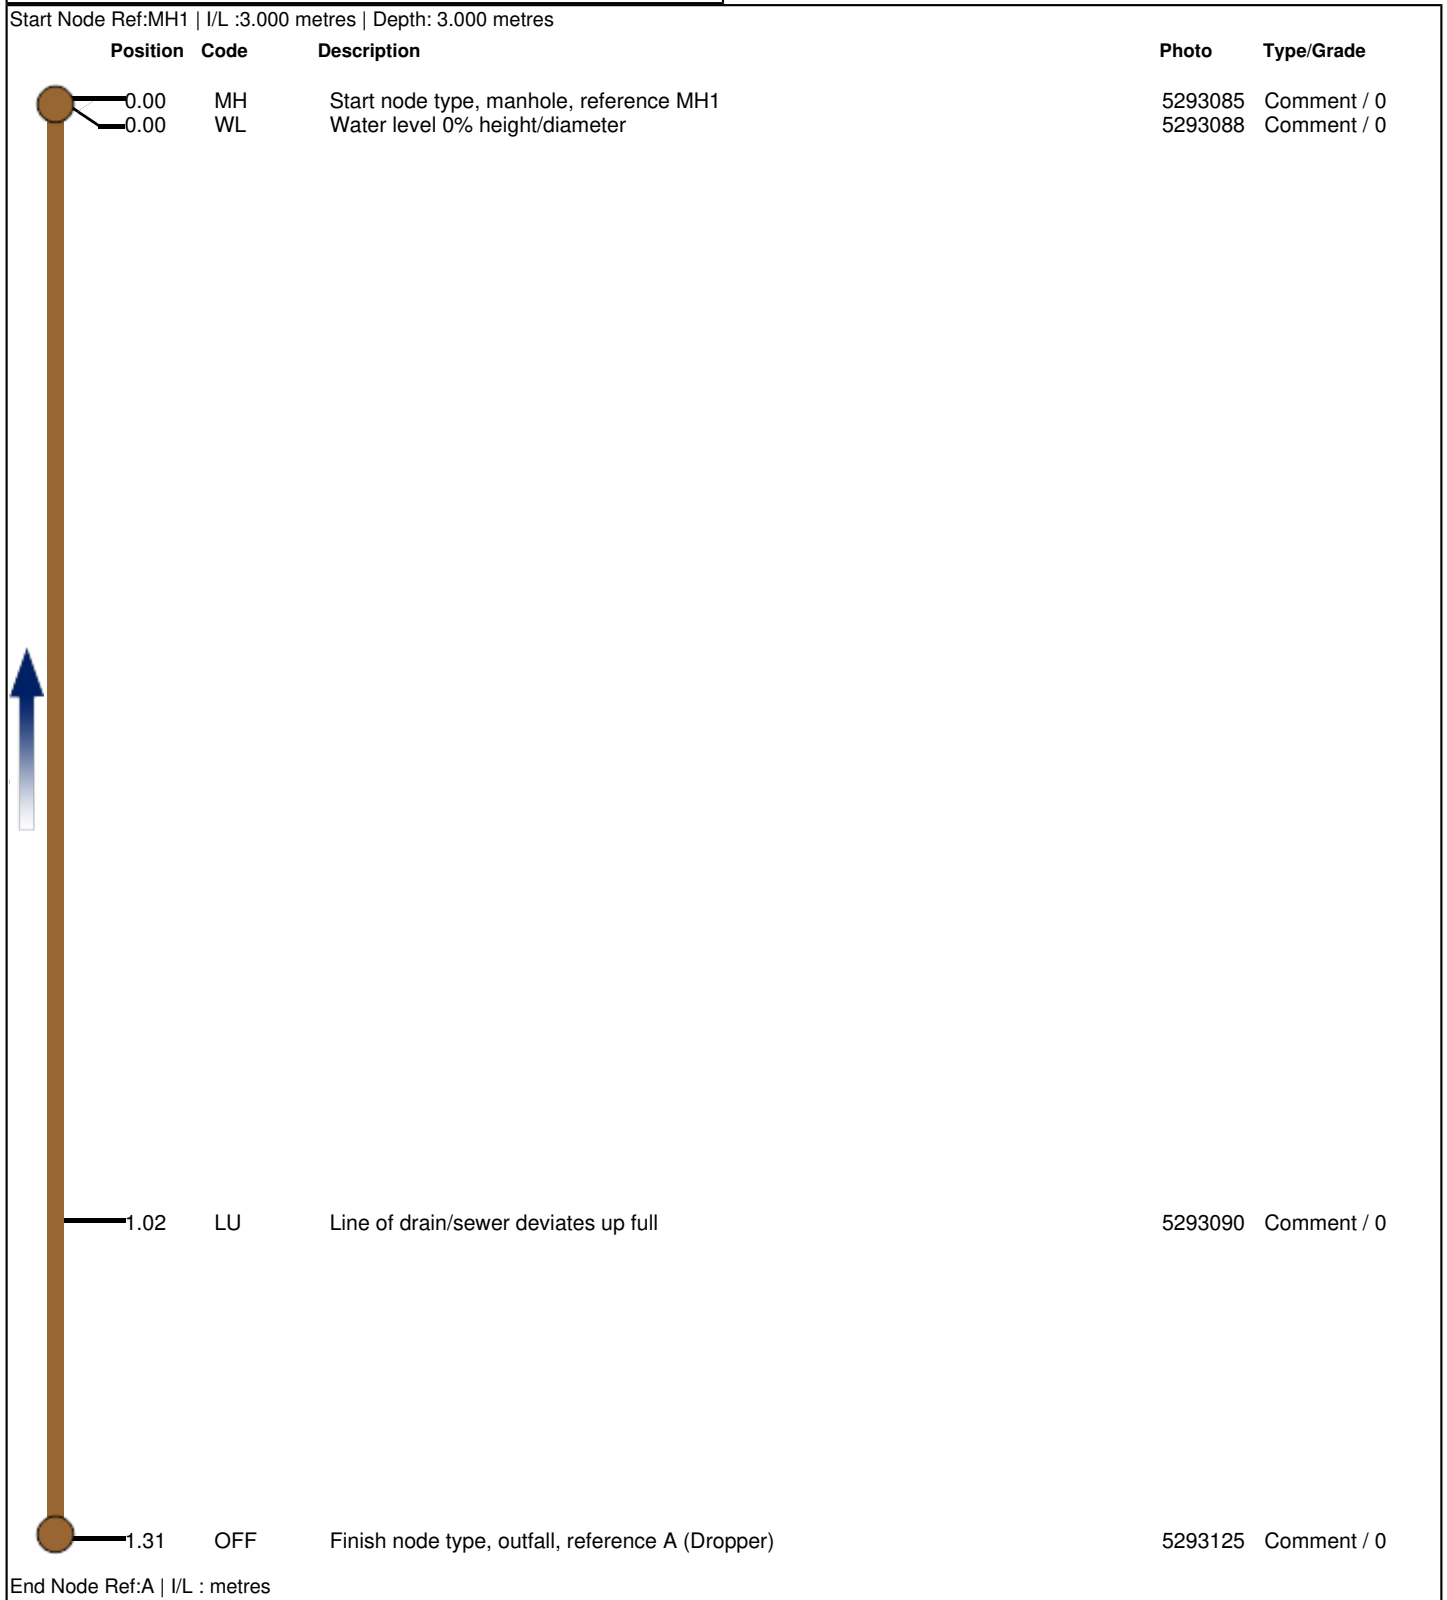 Start Node Ref:MH1 | I/L :3.000 metres | Depth: 3.000 metres
Position Code Description Photo Type/Grade
0.00 MH Start node type, manhole, reference MH1 5293085 Comment / 0
0.00 WL Water level 0% height/diameter 5293088 Comment / 0
1.02 LU Line of drain/sewer deviates up full 5293090 Comment / 0
1.31 OFF Finish node type, outfall, reference A (Dropper) 5293125 Comment / 0
End Node Ref:A | I/L : metres